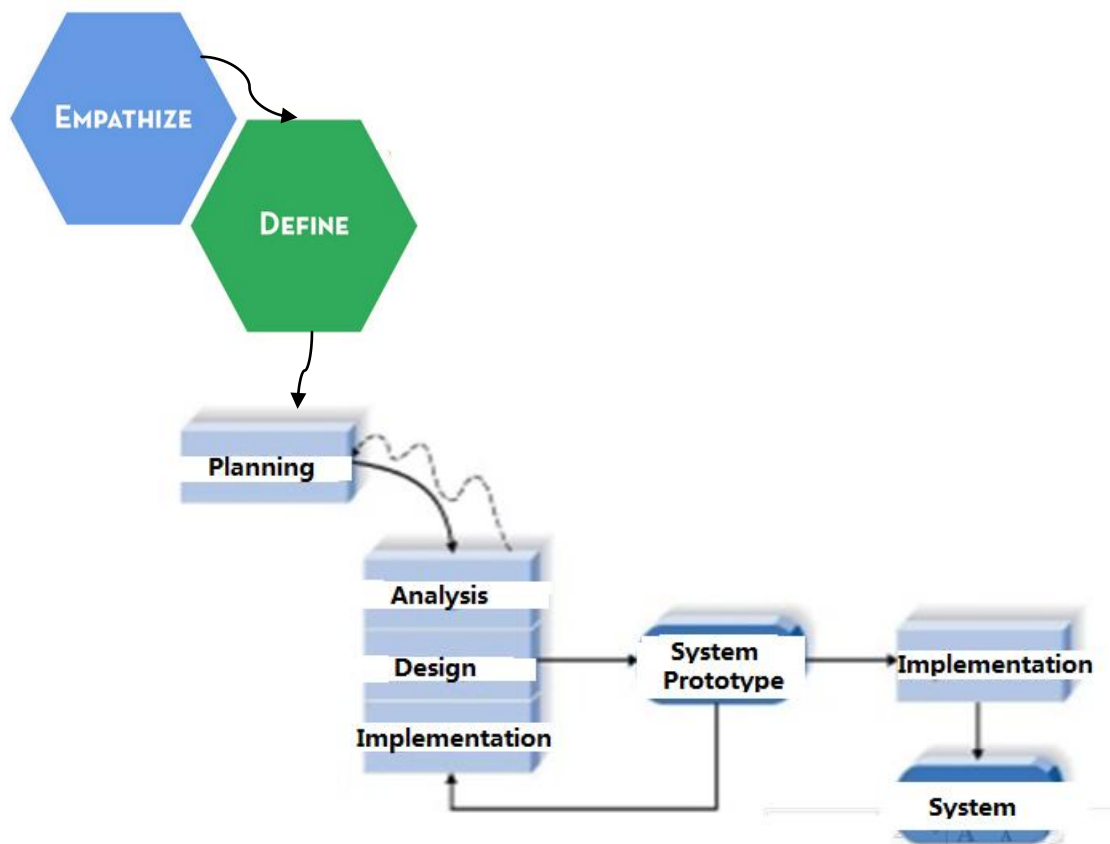 EMPATHIZE
DEFINE
Planning
Analysis
Design
Implementation
System
Prototype
Implementation
System